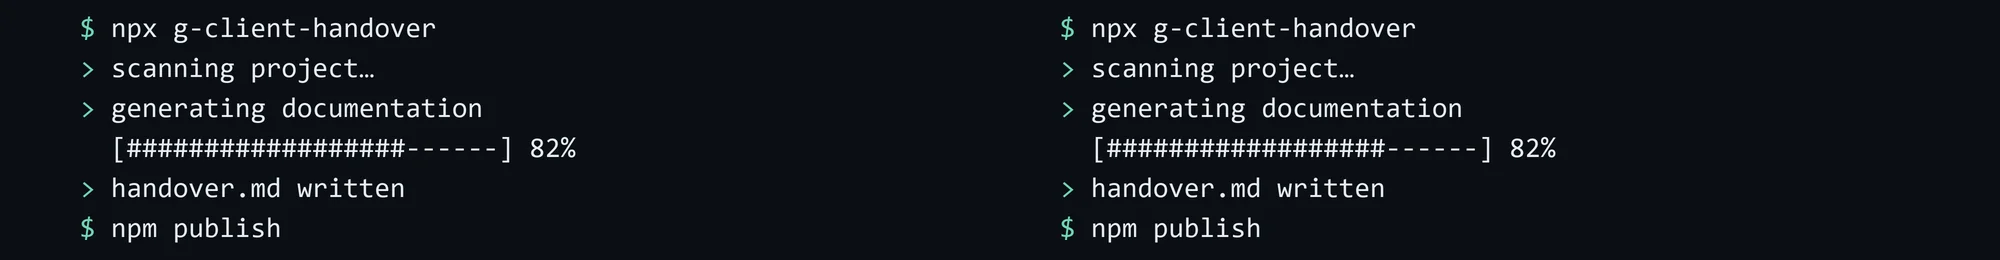 $ npx g-client-handover
> scanning project…
> generating documentation
[##################------] 82%
> handover.md written
$ npm publish
$ npx g-client-handover
> scanning project…
> generating documentation
[##################------] 82%
> handover.md written
$ npm publish